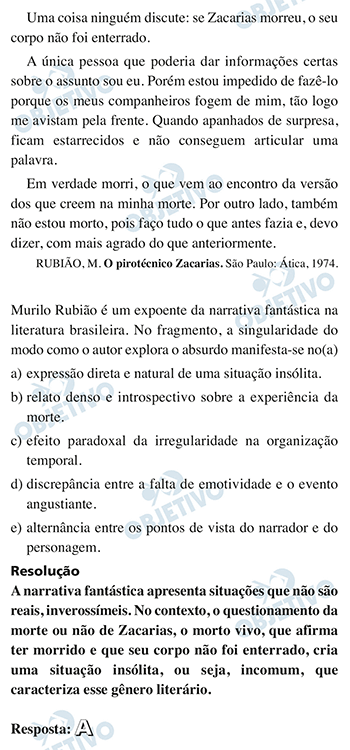 Uma coisa ninguém discute: se Zacarias morreu, o seu
corpo não foi enterrado.
A única pessoa que poderia dar informações certas
sobre o assunto sou eu. Porém estou impedido de fazê-lo
porque os meus companheiros fogem de mim, tão logo
me avistam pela frente. Quando apanhados de surpresa,
ficam estarrecidos e não conseguem articular uma
palavra.
Em verdade morri, o que vem ao encontro da versão
dos que creem na minha morte. Por outro lado, também
não estou morto, pois faço tudo o que antes fazia e, devo
dizer, com mais agrado do que anteriormente.
RUBIÃO, M. O pirotécnico Zacarias. São Paulo: Ática, 1974.
Murilo Rubião é um expoente da narrativa fantástica na
literatura brasileira. No fragmento, a singularidade do
modo como o autor explora o absurdo manifesta-se no(a)
a) expressão direta e natural de uma situação insólita.
b) relato denso e introspectivo sobre a experiência da
morte.
c) efeito paradoxal da irregularidade na organização
temporal.
d) discrepância entre a falta de emotividade e o evento
angustiante.
e) alternância entre os pontos de vista do narrador e do
personagem.
Resolução
A narrativa fantástica apresenta situações que não são
reais, inverossímeis. No contexto, o questionamento da
morte ou não de Zacarias, o morto vivo, que afirma
ter morrido e que seu corpo não foi enterrado, cria
uma situação insólita, ou seja, incomum, que
caracteriza esse gênero literário.
Resposta: A
OBJETIVO
OBJETIVO
OBJETIVO
OBJETIVO
OBJETIVO
OBJETIVO
OBJETIVO
OBJETIVO
OBJETIVO